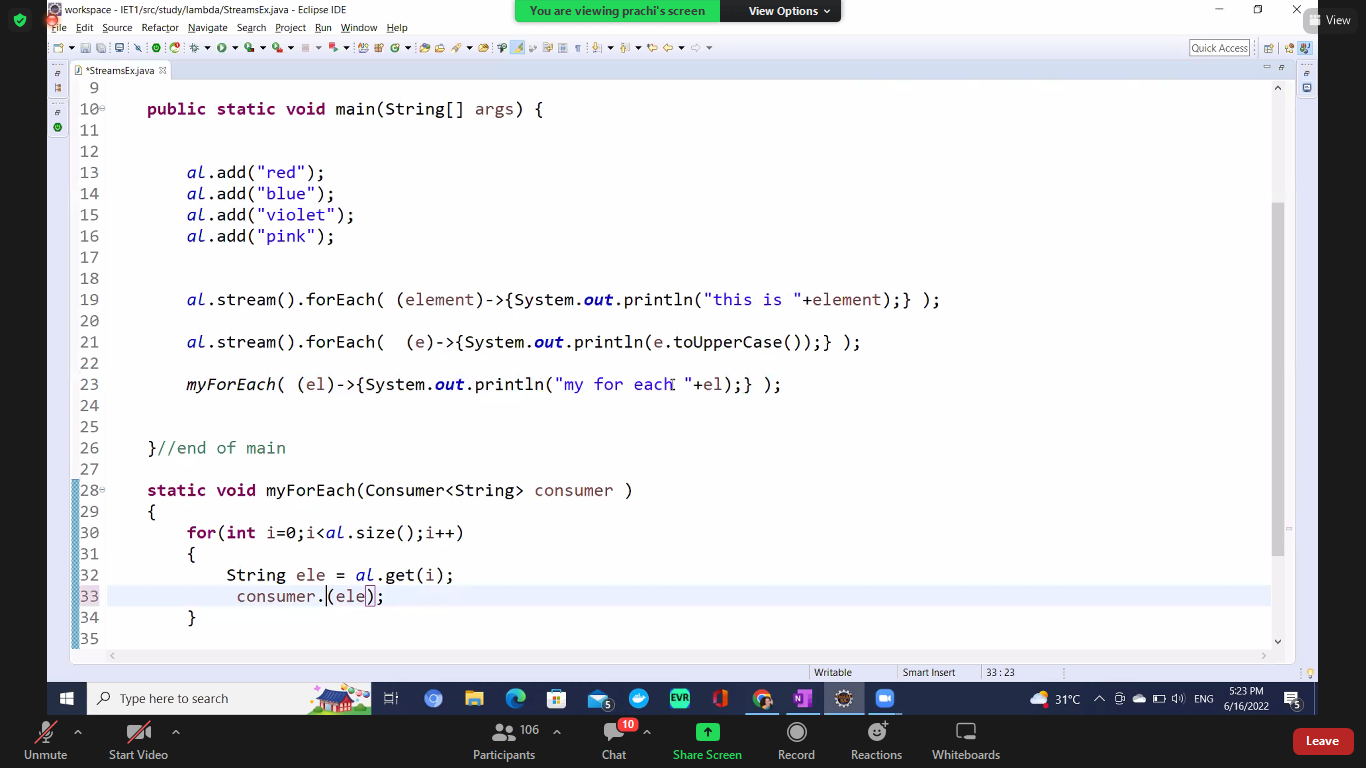 workspace - IET1/src/study/lambda/StreamsEx.java - Eclipse IDE
You are viewing prachi's screen
View Options
View
File Edit Source Refactor Navigate Search Project Run Window Help
Quick Access
*StreamsEx.java
9
10 public static void main(String[] args) {
11
12
13 al.add("red");
14 al.add("blue");
15 al.add("violet");
16 al.add("pink");
17
18
19 al.stream().forEach( (element)->{System.out.println("this is "+element);} );
20
21 al.stream().forEach(  (e)->{System.out.println(e.toUpperCase());} );
22
23 myForEach( (el)->{System.out.println("my for each "+el);} );
24
25
26 }//end of main
27
28 static void myForEach(Consumer<String> consumer )
29 {
30 for(int i=0;i<al.size();i++)
31 {
32 String ele = al.get(i);
33 consumer.(ele);
34 }
35
Writable Smart Insert 33 : 23
Type here to search
5
EVR
31°C
ENG
5:23 PM
6/16/2022
5
Unmute
Start Video
Participants
106
Chat
10
Share Screen
Record
Reactions
Whiteboards
Leave